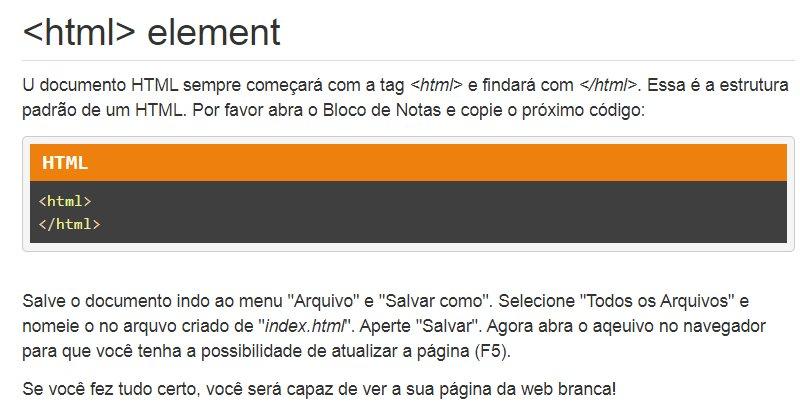 <html> element
U documento HTML sempre começará com a tag <html> e findará com </html>. Essa é a estrutura
padrão de um HTML. Por favor abra o Bloco de Notas e copie o próximo código:
HTML
<html>
</html>
Salve o documento indo ao menu "Arquivo" e "Salvar como". Selecione "Todos os Arquivos" e
nomeie o no arquvo criado de "index.html". Aperte "Salvar". Agora abra o aqeuivo no navegador
para que você tenha a possibilidade de atualizar a página (F5).
Se você fez tudo certo, você será capaz de ver a sua página da web branca!